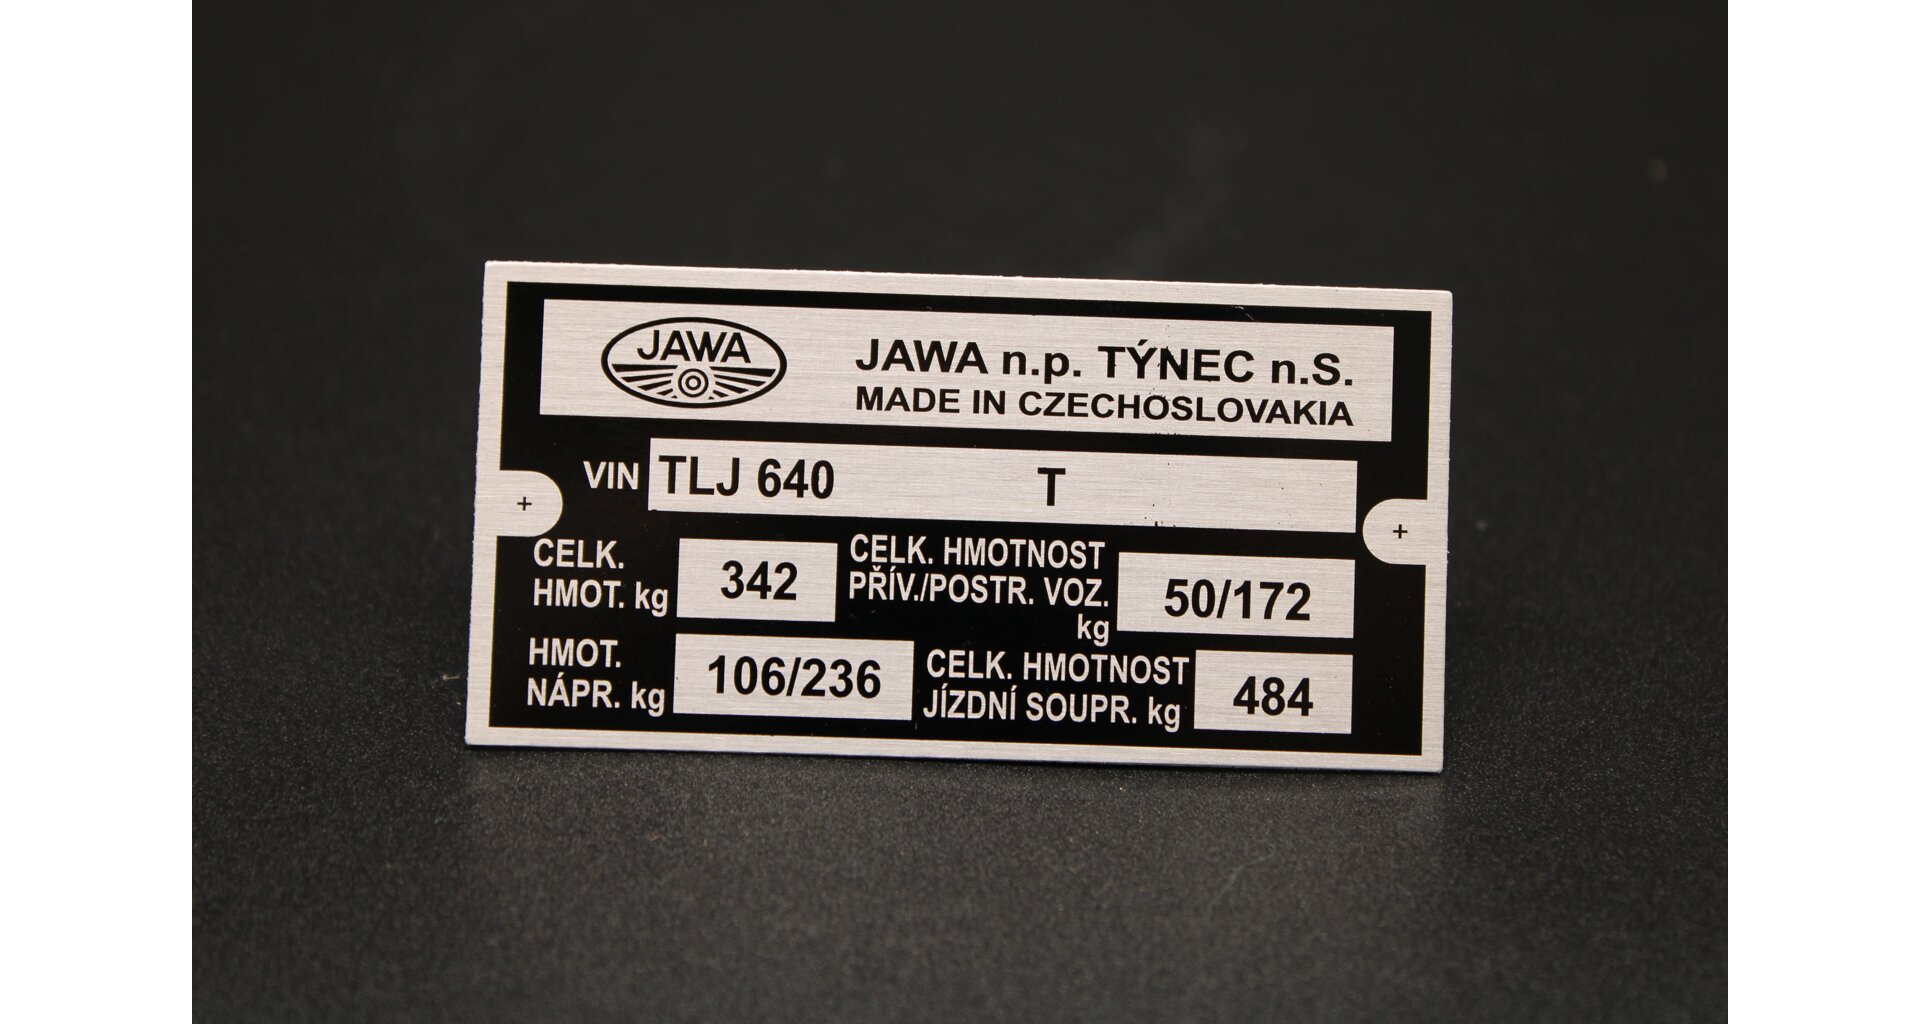 JAWA
JAWA n.p. TÝNEC n.S.
MADE IN CZECHOSLOVAKIA
VIN TLJ 640 T
CELK.
HMOT. kg 342
CELK. HMOTNOST
PŘÍV./POSTR. VOZ.
kg 50/172
HMOT.
NÁPR. kg 106/236
CELK. HMOTNOST
JÍZDNÍ SOUPR. kg 484